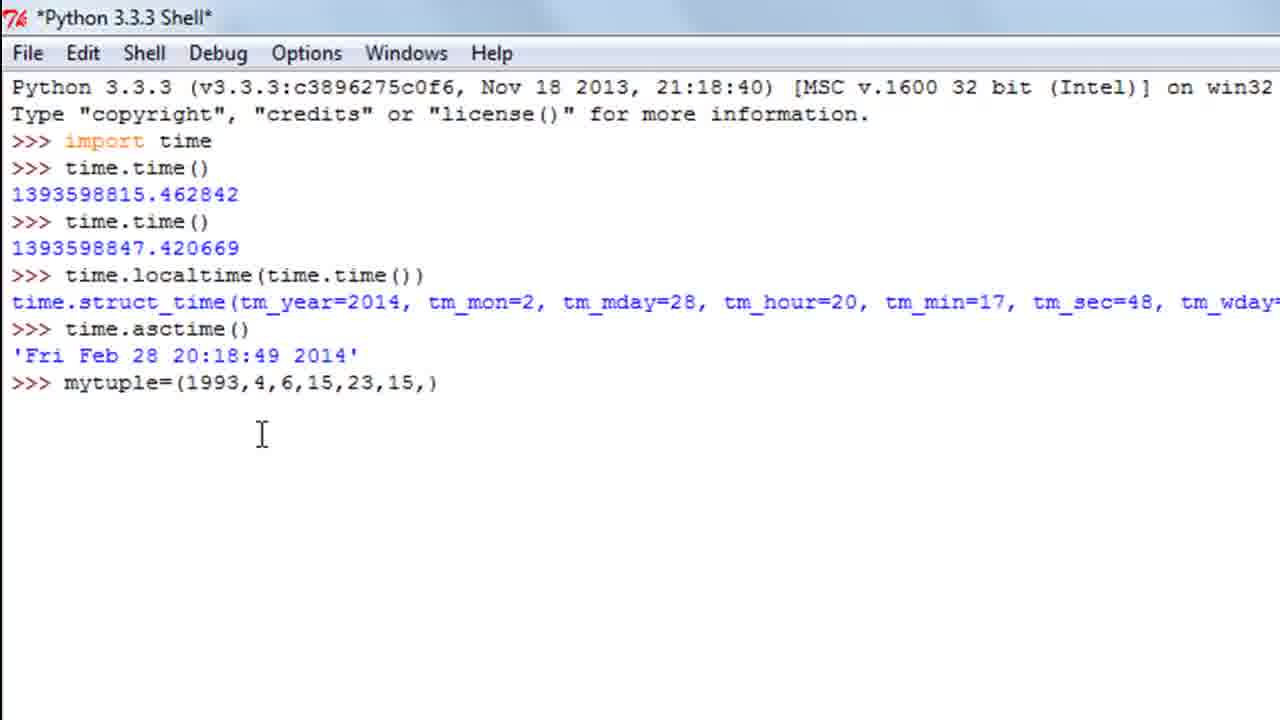 *Python 3.3.3 Shell*
File Edit Shell Debug Options Windows Help
Python 3.3.3 (v3.3.3:c3896275c0f6, Nov 18 2013, 21:18:40) [MSC v.1600 32 bit (Intel)] on win32
Type "copyright", "credits" or "license()" for more information.
>>> import time
>>> time.time()
1393598815.462842
>>> time.time()
1393598847.420669
>>> time.localtime(time.time())
time.struct_time(tm_year=2014, tm_mon=2, tm_mday=28, tm_hour=20, tm_min=17, tm_sec=48, tm_wday=
>>> time.asctime()
'Fri Feb 28 20:18:49 2014'
>>> mytuple=(1993,4,6,15,23,15,)